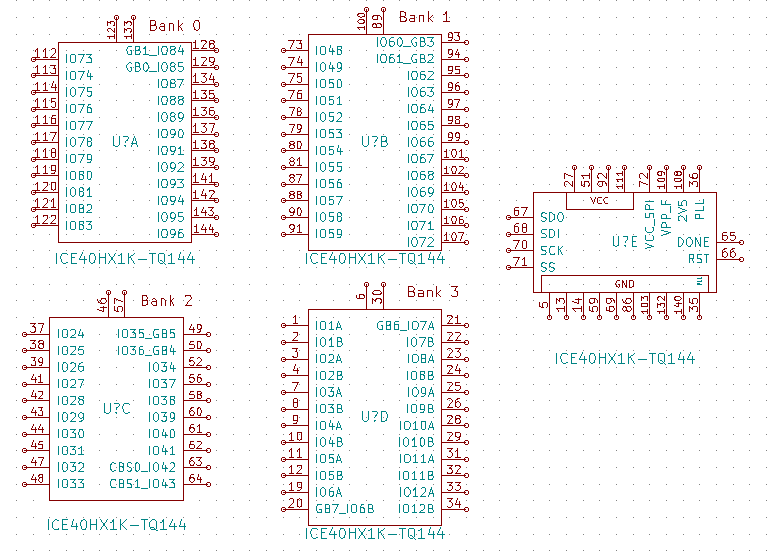 Bank 0
123 133
112 IO73 GB1_IO84 128
113 IO74 GB0_IO85 129
114 IO75 IO87 134
115 IO76 IO88 135
116 IO77 IO89 136
117 IO78 U?A IO90 137
118 IO79 IO91 138
119 IO80 IO92 139
120 IO81 IO93 141
121 IO82 IO94 142
122 IO83 IO95 143
IO96 144
ICE40HX1K-TQ144
Bank 1
100 89
73 IO48 IO60_GB3 93
74 IO49 IO61_GB2 94
75 IO50 IO62 95
76 IO51 IO63 96
78 IO52 IO64 97
79 IO53 IO65 98
80 IO54 U?B IO66 99
81 IO55 IO67 101
87 IO56 IO68 102
88 IO57 IO69 104
90 IO58 IO70 105
91 IO59 IO71 106
IO72 107
ICE40HX1K-TQ144
27 51 92 111 72 109 108 36
VCC VCC_SPI VPP_F 2V5 PLL
67 SDO
68 SDI U?E DONE 65
70 SCK RST 66
71 SS
GND PLL
5 13 14 59 69 86 103 132 140 35
ICE40HX1K-TQ144
Bank 2
46 57
37 IO24 IO35_GB5 49
38 IO25 IO36_GB4 50
39 IO26 IO34 52
41 IO27 IO37 56
42 IO28 IO38 58
43 IO29 U?C IO39 60
44 IO30 IO40 61
45 IO31 IO41 62
47 IO32 CBS0_IO42 63
48 IO33 CBS1_IO43 64
ICE40HX1K-TQ144
Bank 3
6 30
1 IO1A GB6_IO7A 21
2 IO1B IO7B 22
3 IO2A IO8A 23
4 IO2B IO8B 24
7 IO3A IO9A 25
8 IO3B IO9B 26
9 IO4A U?D IO10A 28
10 IO4B IO10B 29
11 IO5A IO11A 31
12 IO5B IO11B 32
19 IO6A IO12A 33
20 GB7_IO6B IO12B 34
ICE40HX1K-TQ144